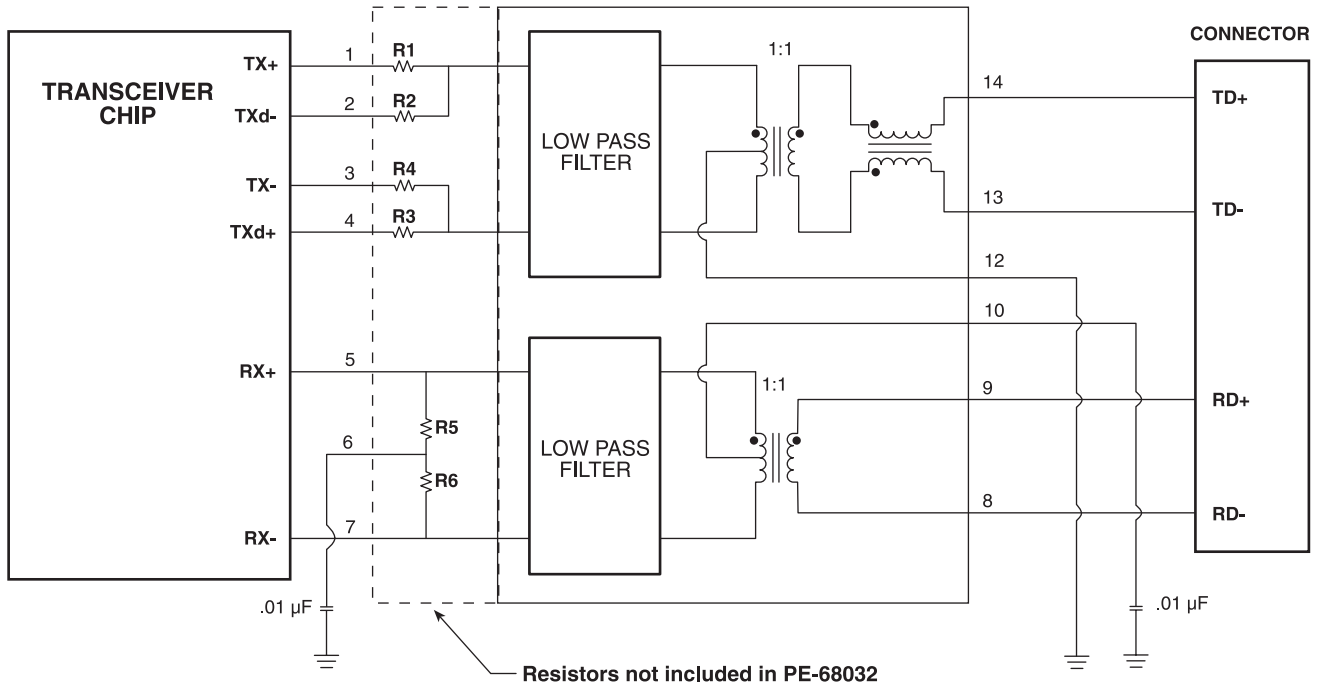 CONNECTOR
TRANSCEIVER
CHIP
TX+
1
R1
TXd-
2
R2
TX-
3
R4
TXd+
4
R3
LOW PASS
FILTER
1:1
14
TD+
13
TD-
12
10
RX+
5
R5
6
R6
RX-
7
LOW PASS
FILTER
1:1
9
RD+
8
RD-
.01 µF
.01 µF
Resistors not included in PE-68032